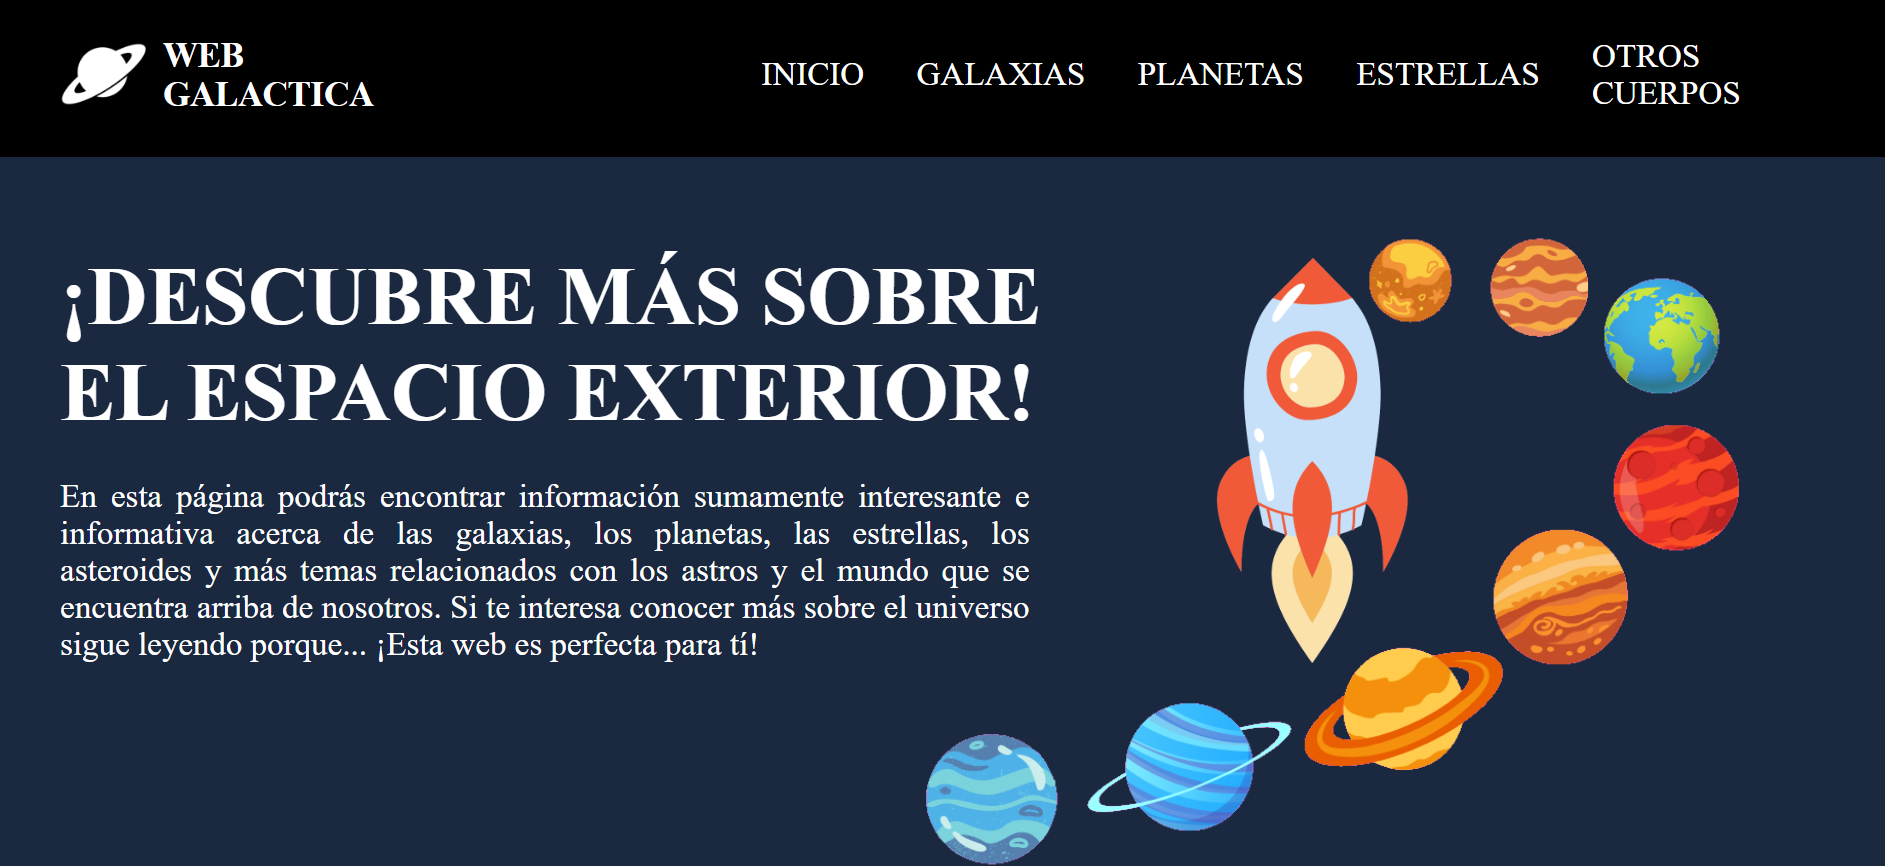 WEB
GALACTICA
INICIO GALAXIAS PLANETAS ESTRELLAS OTROS
CUERPOS
¡DESCUBRE MÁS SOBRE
EL ESPACIO EXTERIOR!
En esta página podrás encontrar información sumamente interesante e
informativa acerca de las galaxias, los planetas, las estrellas, los
asteroides y más temas relacionados con los astros y el mundo que se
encuentra arriba de nosotros. Si te interesa conocer más sobre el universo
sigue leyendo porque... ¡Esta web es perfecta para tí!